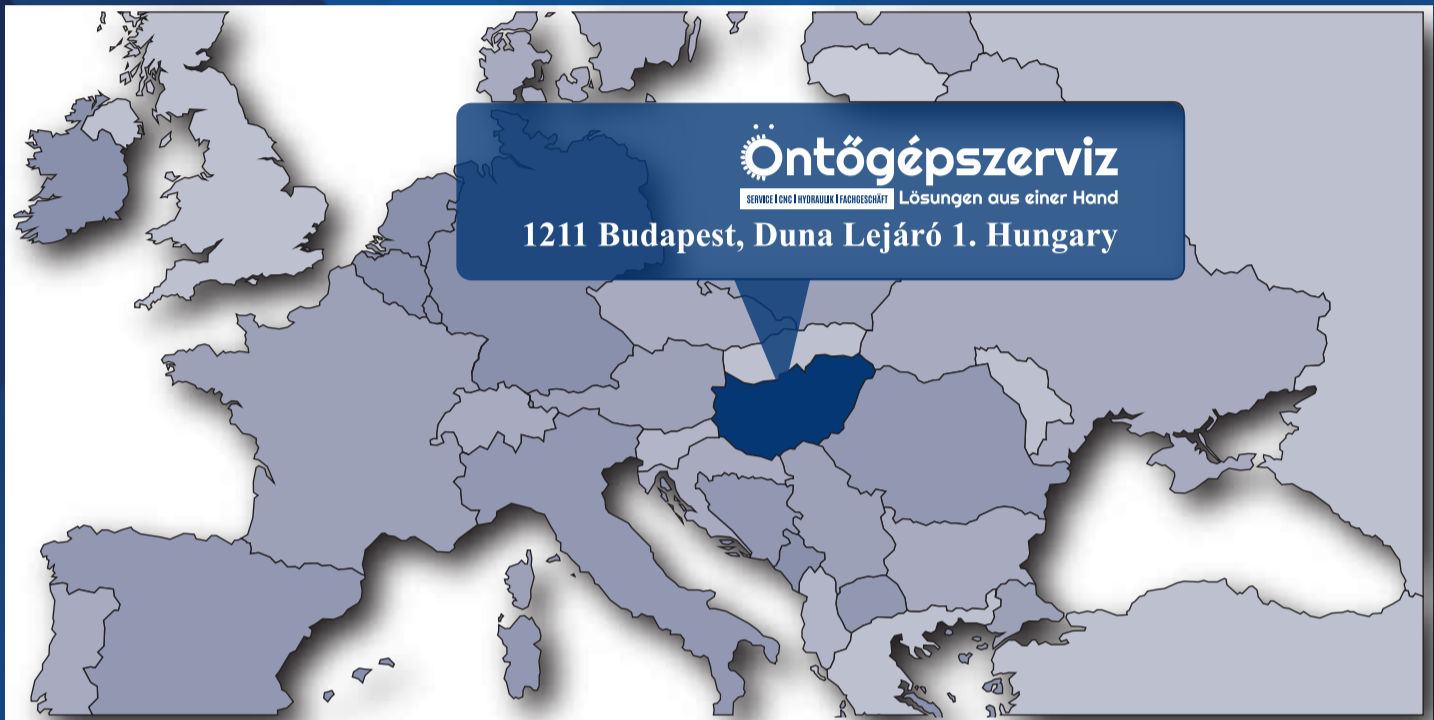 Öntőgépszerviz
SERVICE | CNC | HYDRAULIK | FACHGESCHÄFT Lösungen aus einer Hand
1211 Budapest, Duna Lejáró 1. Hungary